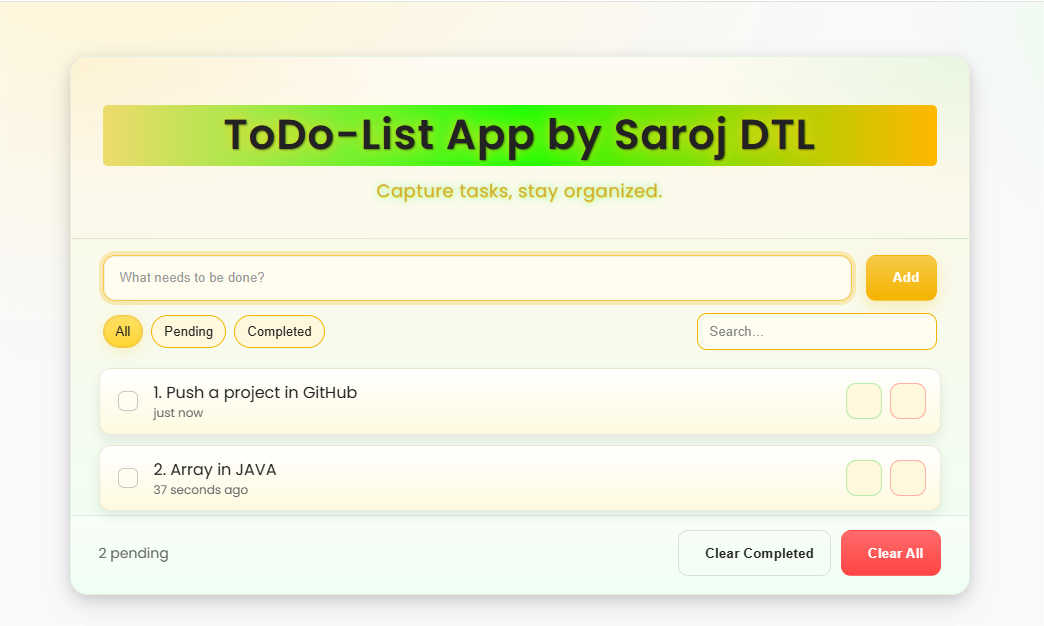 ToDo-List App by Saroj DTL
Capture tasks, stay organized.
What needs to be done?
Add
All
Pending
Completed
Search...
1. Push a project in GitHub
just now
2. Array in JAVA
37 seconds ago
2 pending
Clear Completed
Clear All